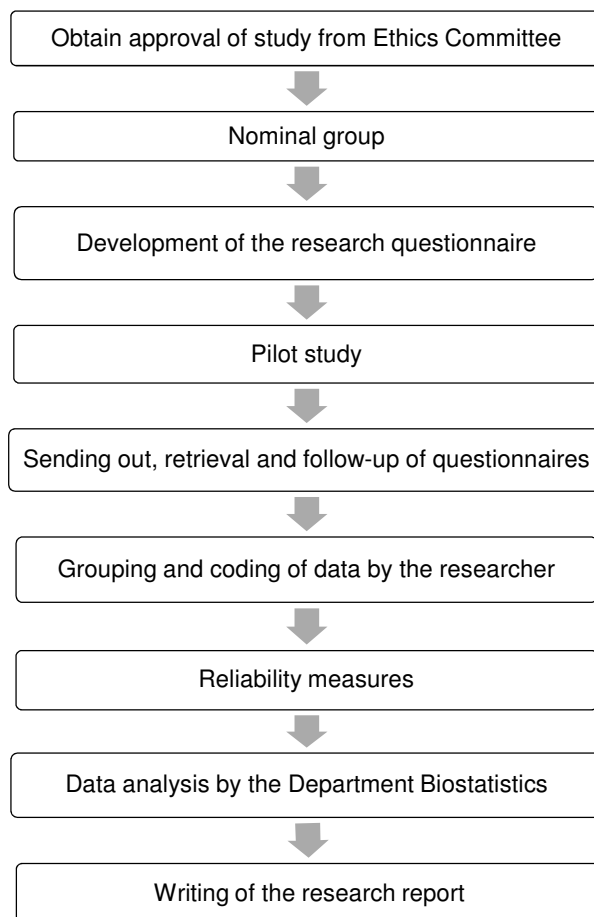 Obtain approval of study from Ethics Committee
Nominal group
Development of the research questionnaire
Pilot study
Sending out, retrieval and follow-up of questionnaires
Grouping and coding of data by the researcher
Reliability measures
Data analysis by the Department Biostatistics
Writing of the research report